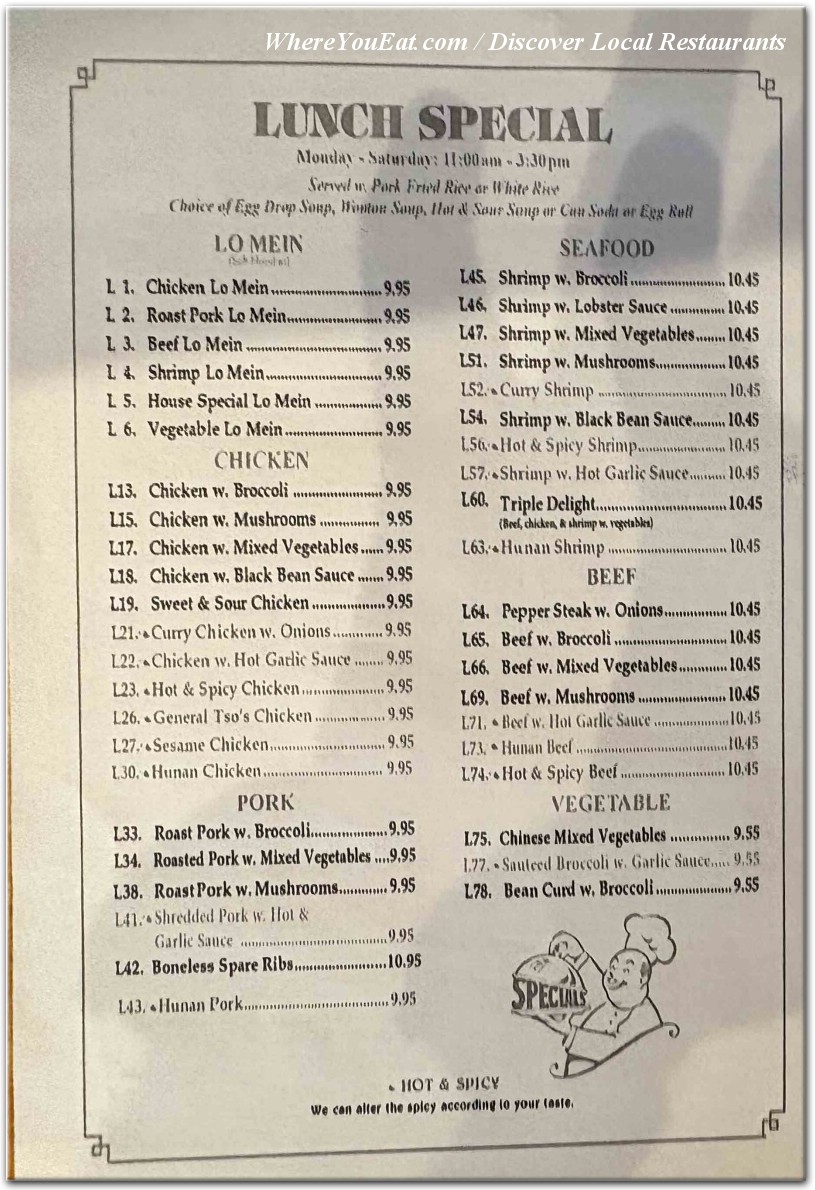 WhereYouEat.com / Discover Local Restaurants
LUNCH SPECIAL
Monday - Saturday: 11:00am - 3:30pm
Served w. Pork Fried Rice or White Rice
Choice of Egg Drop Soup, Wonton Soup, Hot & Sour Soup or Can Soda or Egg Roll
LO MEIN
L 1. Chicken Lo Mein 9.95
L 2. Roast Pork Lo Mein 9.95
L 3. Beef Lo Mein 9.95
L 4. Shrimp Lo Mein 9.95
L 5. House Special Lo Mein 9.95
L 6. Vegetable Lo Mein 9.95
CHICKEN
L13. Chicken w. Broccoli 9.95
L15. Chicken w. Mushrooms 9.95
L17. Chicken w. Mixed Vegetables 9.95
L18. Chicken w. Black Bean Sauce 9.95
L19. Sweet & Sour Chicken 9.95
L21. Curry Chicken w. Onions 9.95
L22. Chicken w. Hot Garlic Sauce 9.95
L23. Hot & Spicy Chicken 9.95
L26. General Tso's Chicken 9.95
L27. Sesame Chicken 9.95
L30. Hunan Chicken 9.95
PORK
L33. Roast Pork w. Broccoli 9.95
L34. Roasted Pork w. Mixed Vegetables 9.95
L38. Roast Pork w. Mushrooms 9.95
L41. Shredded Pork w. Hot &
Garlic Sauce 9.95
L42. Boneless Spare Ribs 10.95
L43. Hunan Pork 9.95
SEAFOOD
L45. Shrimp w. Broccoli 10.45
L46. Shrimp w. Lobster Sauce 10.45
L47. Shrimp w. Mixed Vegetables 10.45
L51. Shrimp w. Mushrooms 10.45
L52. Curry Shrimp 10.45
L54. Shrimp w. Black Bean Sauce 10.45
L56. Hot & Spicy Shrimp 10.45
L57. Shrimp w. Hot Garlic Sauce 10.45
L60. Triple Delight 10.45
(Beef, chicken, & shrimp w. vegetables)
L63. Hunan Shrimp 10.45
BEEF
L64. Pepper Steak w. Onions 10.45
L65. Beef w. Broccoli 10.45
L66. Beef w. Mixed Vegetables 10.45
L69. Beef w. Mushrooms 10.45
L71. Beef w. Hot Garlic Sauce 10.45
L73. Hunan Beef 10.45
L74. Hot & Spicy Beef 10.45
VEGETABLE
L75. Chinese Mixed Vegetables 9.55
L77. Sauteed Broccoli w. Garlic Sauce 9.55
L78. Bean Curd w. Broccoli 9.55
SPECIALS
HOT & SPICY
We can alter the spicy according to your taste.